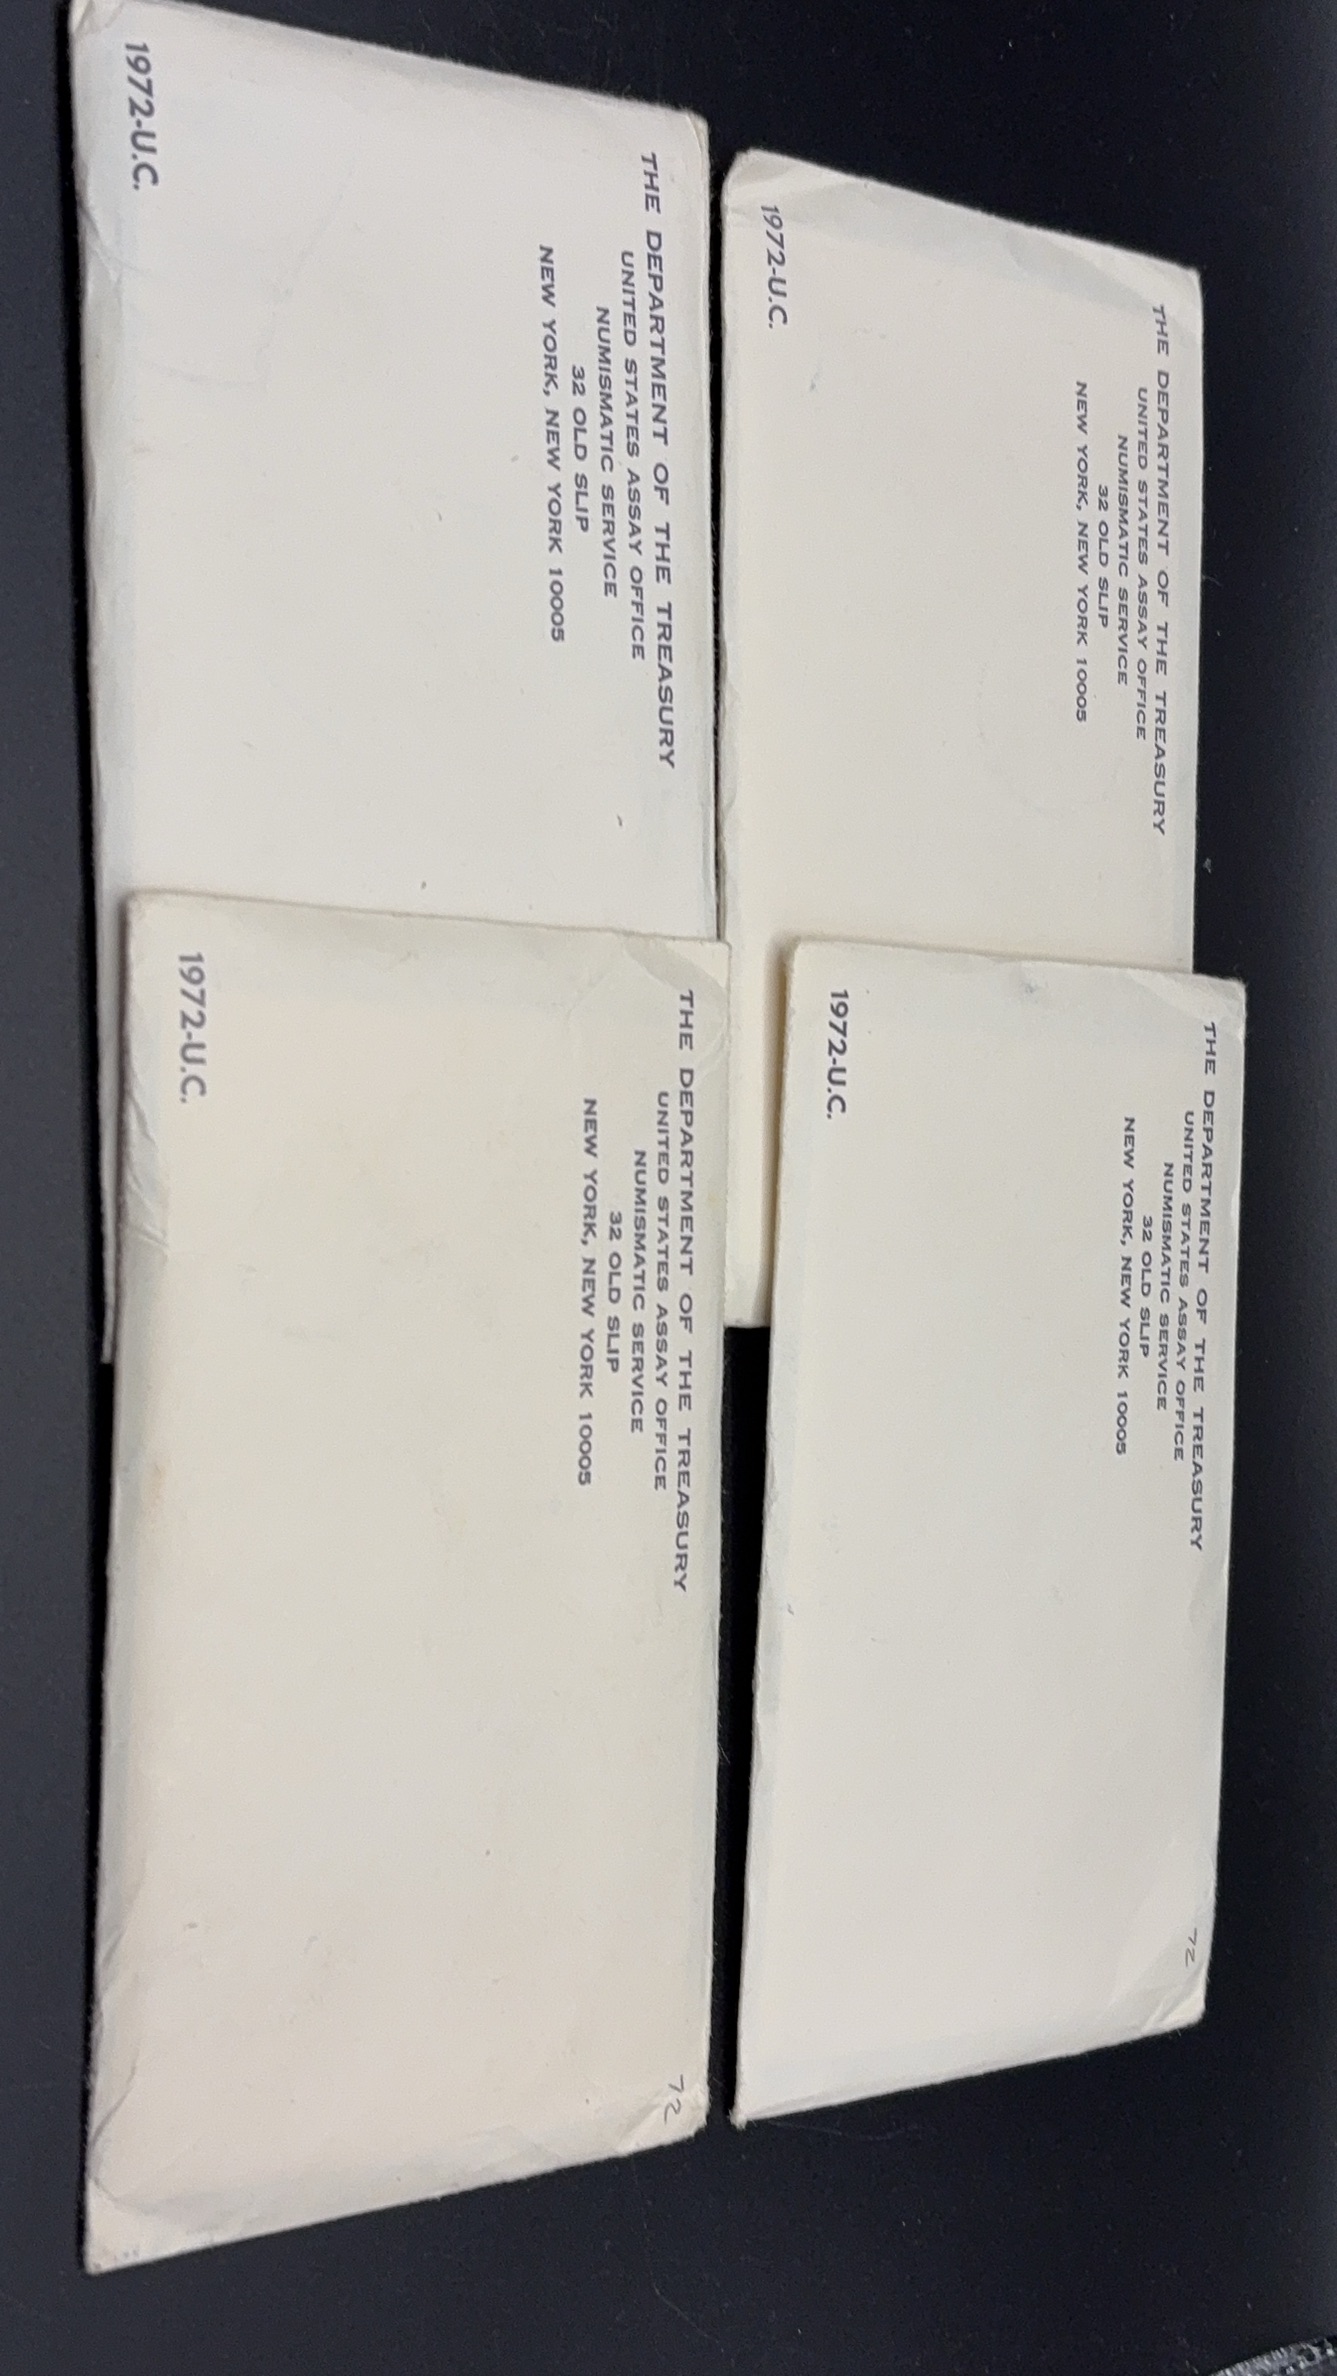 THE DEPARTMENT OF THE TREASURY
UNITED STATES ASSAY OFFICE
NUMISMATIC SERVICE
32 OLD SLIP
NEW YORK, NEW YORK 10005
1972-U.C.
THE DEPARTMENT OF THE TREASURY
UNITED STATES ASSAY OFFICE
NUMISMATIC SERVICE
32 OLD SLIP
NEW YORK, NEW YORK 10005
72
1972-U.C.
THE DEPARTMENT OF THE TREASURY
UNITED STATES ASSAY OFFICE
NUMISMATIC SERVICE
32 OLD SLIP
NEW YORK, NEW YORK 10005
1972-U.C.
THE DEPARTMENT OF THE TREASURY
UNITED STATES ASSAY OFFICE
NUMISMATIC SERVICE
32 OLD SLIP
NEW YORK, NEW YORK 10005
72
1972-U.C.